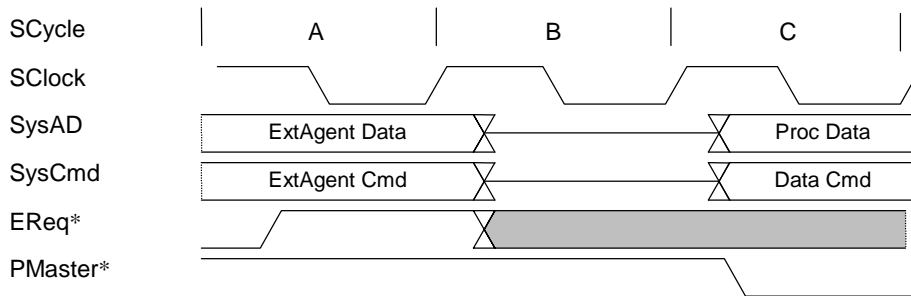 SCycle A B C
SClock
SysAD ExtAgent Data Proc Data
SysCmd ExtAgent Cmd Data Cmd
EReq*
PMaster*